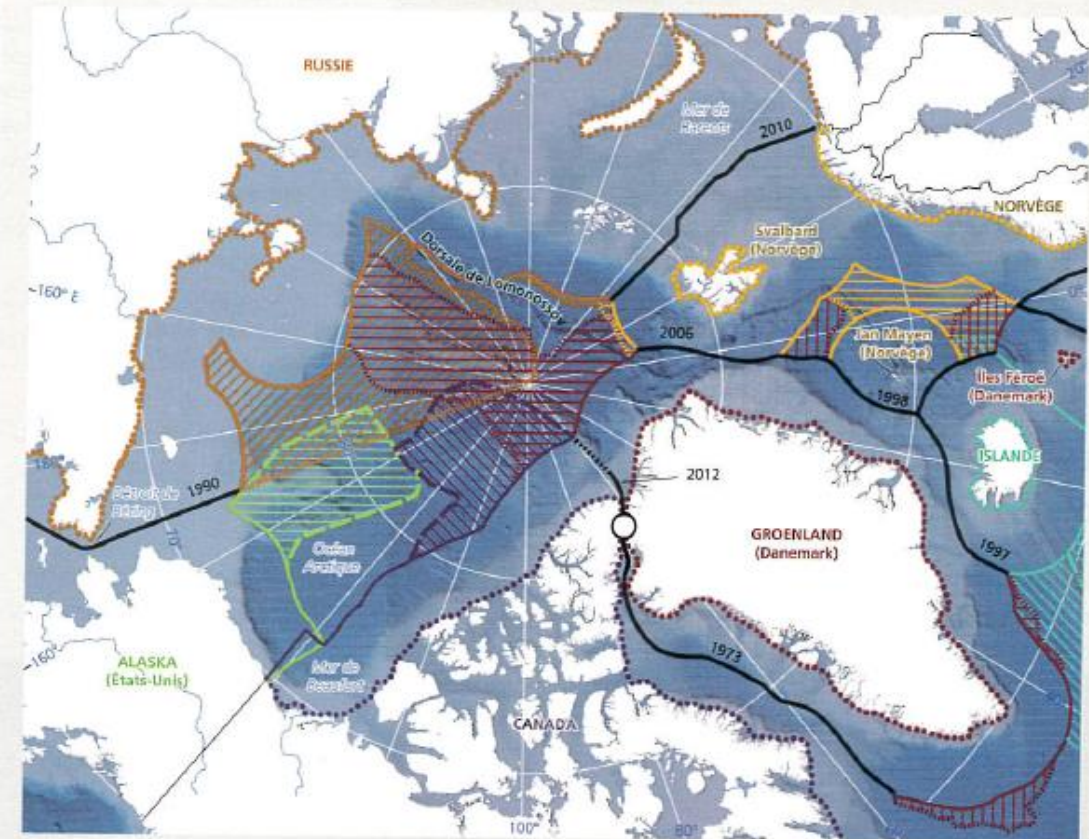 RUSSIE
Mer de
Barents
2010
NORVÈGE
Svalbard
(Norvège)
Dorsale de Lomonossov
160° E
2006
Jan Mayen
(Norvège)
Îles Féroé
(Danemark)
1998
ISLANDE
1990
Détroit de
Béring
70°
2012
GROENLAND
(Danemark)
Océan
Arctique
1997
160°
ALASKA
(États-Unis)
Mer de
Beaufort
1973
CANADA
100°
80°